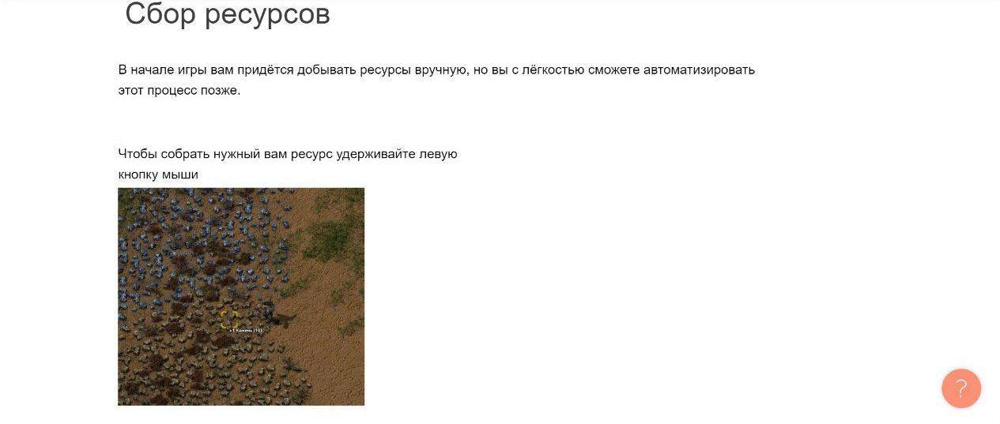 Сбор ресурсов
В начале игры вам придётся добывать ресурсы вручную, но вы с лёгкостью сможете автоматизировать
этот процесс позже.
Чтобы собрать нужный вам ресурс удерживайте левую
кнопку мыши
+1 Камень (10)
?